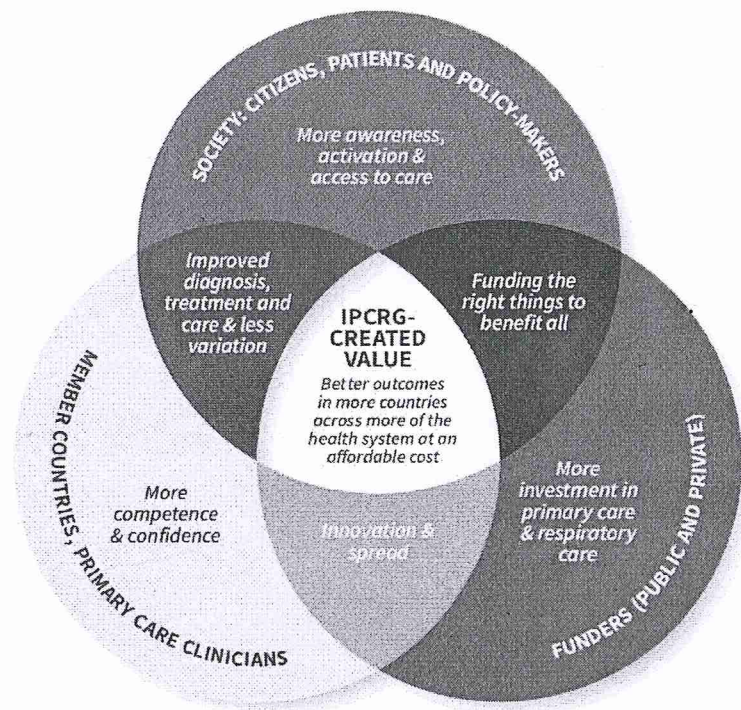 SOCIETY: CITIZENS, PATIENTS AND POLICY-MAKERS
More awareness,
activation &
access to care
Improved
diagnosis,
treatment and
care & less
variation
Funding the
right things to
benefit all
IPCRG-
CREATED
VALUE
Better outcomes
in more countries
across more of the
health system at an
affordable cost
MEMBER COUNTRIES, PRIMARY CARE CLINICIANS
More
competence
& confidence
Innovation &
spread
More
investment in
primary care
& respiratory
care
FUNDERS (PUBLIC AND PRIVATE)